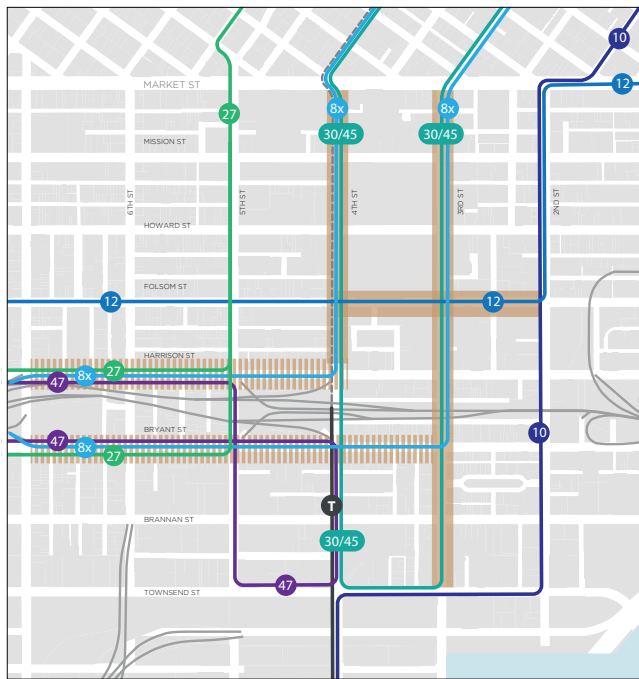 10
12
MARKET ST
8x
8x
27
30/45
30/45
MISSION ST
6TH ST
5TH ST
4TH ST
3RD ST
2ND ST
HOWARD ST
FOLSOM ST
12
12
HARRISON ST
27
8x
47
BRYANT ST
10
47
8x
27
T
BRANNAN ST
30/45
47
TOWNSEND ST